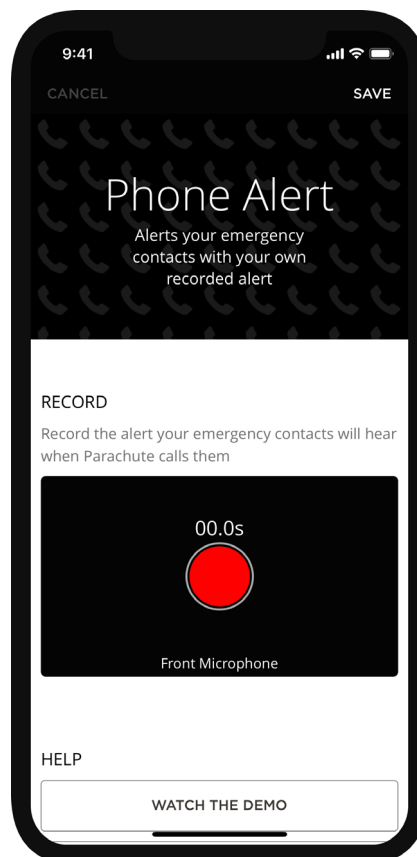 9:41
CANCEL
SAVE
Phone Alert
Alerts your emergency
contacts with your own
recorded alert
RECORD
Record the alert your emergency contacts will hear
when Parachute calls them
00.0s
Front Microphone
HELP
WATCH THE DEMO